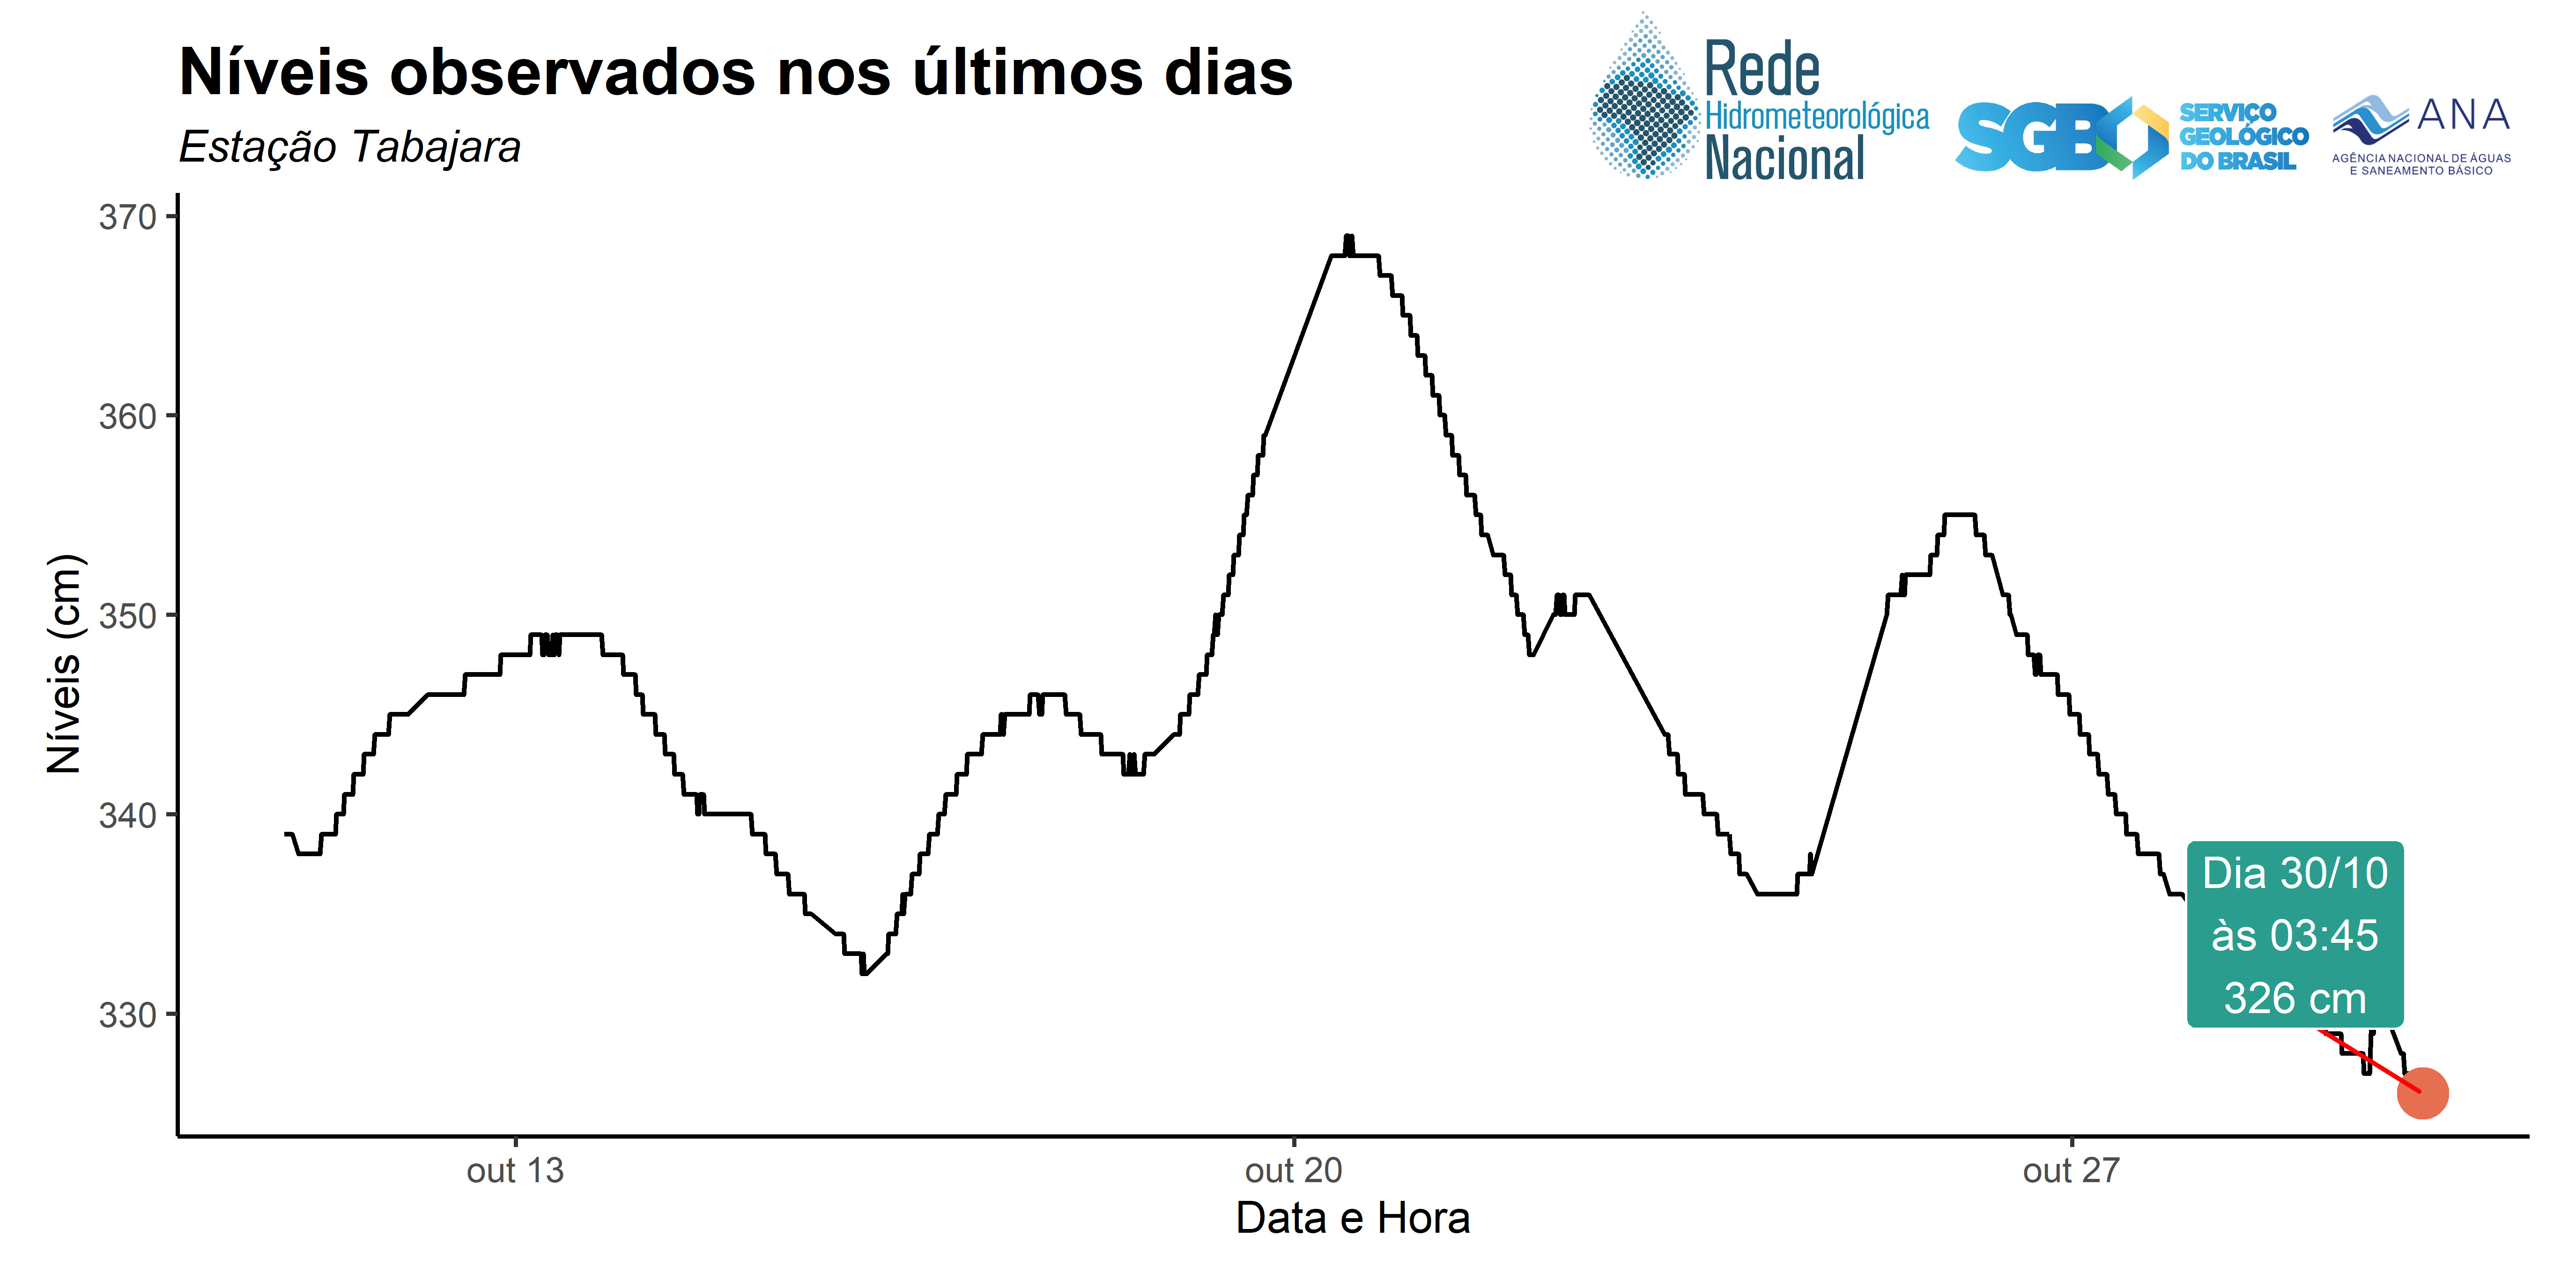 Níveis observados nos últimos dias
Estação Tabajara
Rede
Hidrometeorológica
Nacional
SGB
SERVIÇO
GEOLÓGICO
DO BRASIL
ANA
AGÊNCIA NACIONAL DE ÁGUAS
E SANEAMENTO BÁSICO
Níveis (cm)
370
360
350
340
330
Dia 30/10
às 03:45
326 cm
out 13
out 20
out 27
Data e Hora